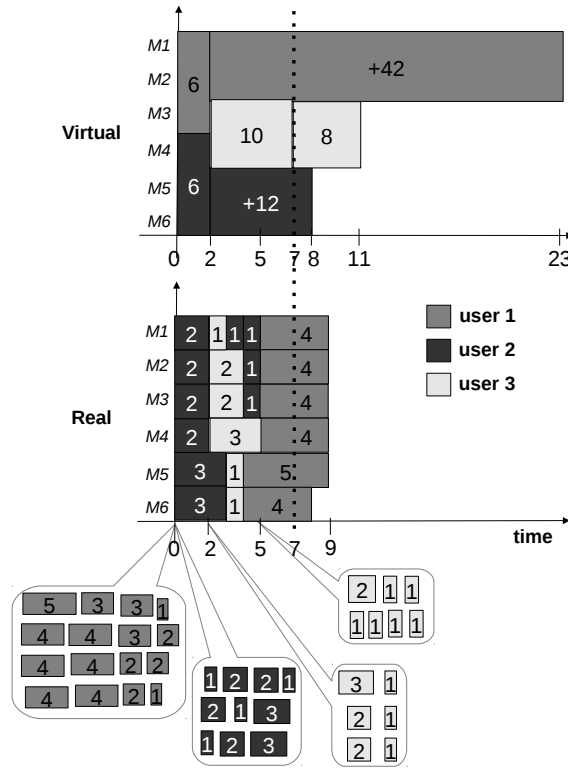 M1
M2
M3
M4
M5
M6
Virtual
6
+42
10
8
6
+12
0 2 5 7 8 11 23
user 1
user 2
user 3
Real
M1 2 1 1 1 4
M2 2 2 1 4
M3 2 2 1 4
M4 2 3 4
M5 3 1 5
M6 3 1 4
time
0 2 5 7 9
5 3 3 1
4 4 3 2
4 4 2 2
4 4 2 1
1 2 2 1
2 1 3
1 2 3
2 1 1
1 1 1 1
3 1
2 1
2 1